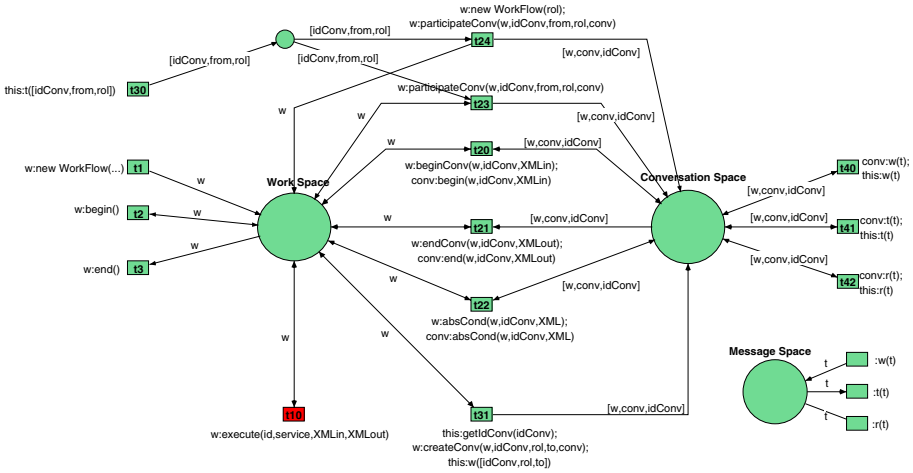 w:new WorkFlow(rol);
w:participateConv(w,idConv,from,rol,conv)
[idConv,from,rol]
t24
[w,conv,idConv]
[idConv,from,rol]
[idConv,from,rol]
this:t([idConv,from,rol])
t30
w:participateConv(w,idConv,from,rol,conv)
w
w
t23
[w,conv,idConv]
w
t20
[w,conv,idConv]
w:beginConv(w,idConv,XMLin);
conv:begin(w,idConv,XMLin)
w:new WorkFlow(...)
t1
w
Work Space
Conversation Space
t40
conv:w(t);
this:w(t)
[w,conv,idConv]
w:begin()
t2
w
w
t21
[w,conv,idConv]
w:endConv(w,idConv,XMLout);
conv:end(w,idConv,XMLout)
[w,conv,idConv]
t41
conv:t(t);
this:t(t)
w:end()
t3
w
[w,conv,idConv]
t42
conv:r(t);
this:r(t)
w
t22
[w,conv,idConv]
w:absCond(w,idConv,XML);
conv:absCond(w,idConv,XML)
w
w
Message Space
t
:w(t)
t
:t(t)
t
:r(t)
t10
w:execute(id,service,XMLin,XMLout)
t31
[w,conv,idConv]
this:getIdConv(idConv);
w:createConv(w,idConv,rol,to,conv);
this:w([idConv,rol,to])